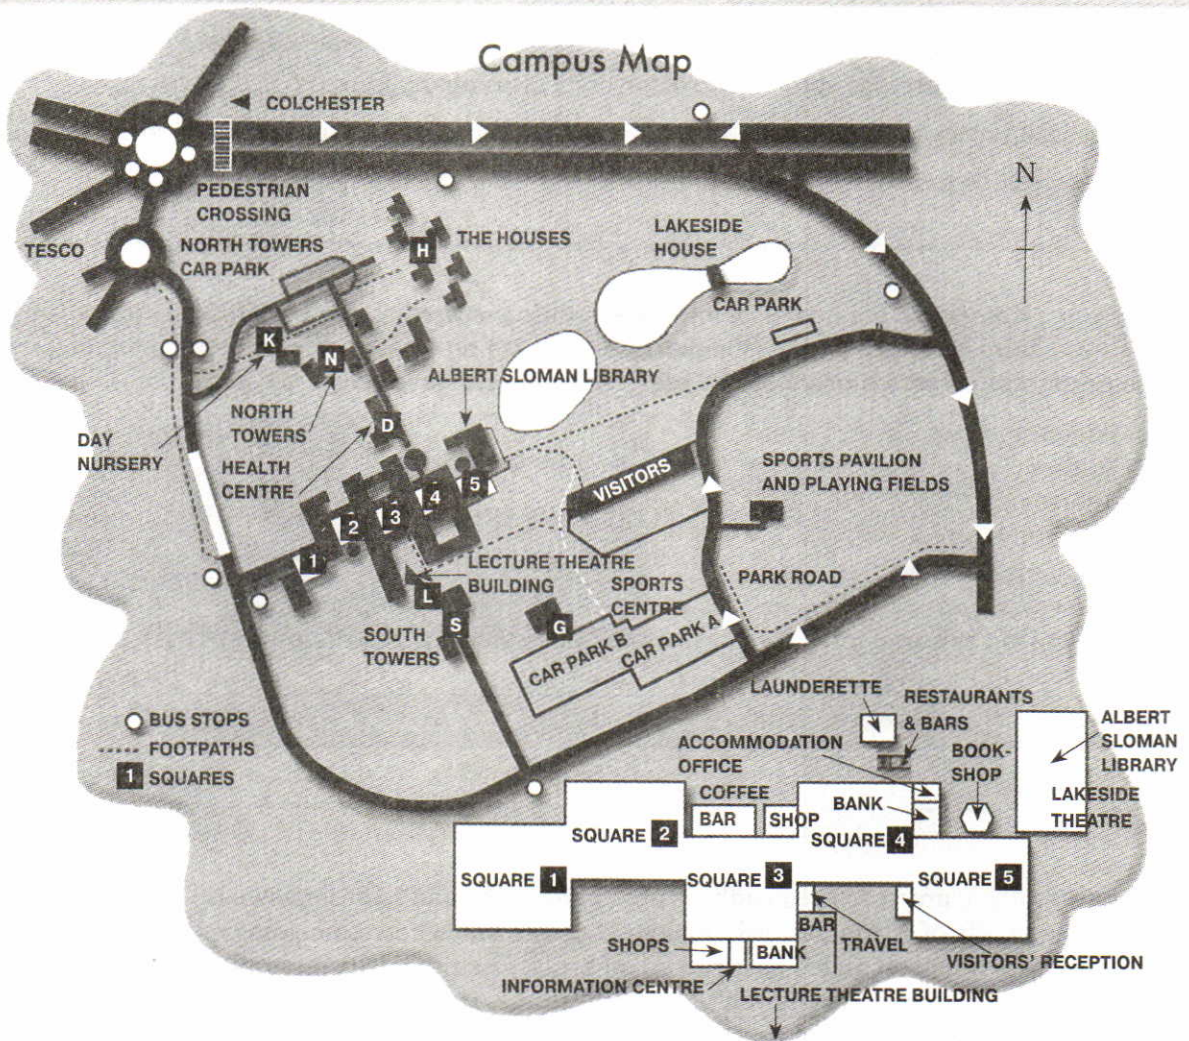 Campus Map
COLCHESTER
N
PEDESTRIAN
CROSSING
TESCO
NORTH TOWERS
CAR PARK
H
THE HOUSES
LAKESIDE
HOUSE
CAR PARK
K
N
ALBERT SLOMAN LIBRARY
DAY
NURSERY
NORTH
TOWERS
D
HEALTH
CENTRE
VISITORS
SPORTS PAVILION
AND PLAYING FIELDS
5
4
3
2
1
LECTURE THEATRE
BUILDING
L
S
SOUTH
TOWERS
SPORTS
CENTRE
G
CAR PARK B
CAR PARK A
PARK ROAD
BUS STOPS
FOOTPATHS
1 SQUARES
LAUNDERETTE
RESTAURANTS
& BARS
ACCOMMODATION
OFFICE
BOOK-
SHOP
ALBERT
SLOMAN
LIBRARY
LAKESIDE
THEATRE
COFFEE
BAR
SHOP
BANK
SQUARE 1
SQUARE 2
SQUARE 3
SQUARE 4
SQUARE 5
SHOPS
BANK
BAR
TRAVEL
VISITORS' RECEPTION
INFORMATION CENTRE
LECTURE THEATRE BUILDING